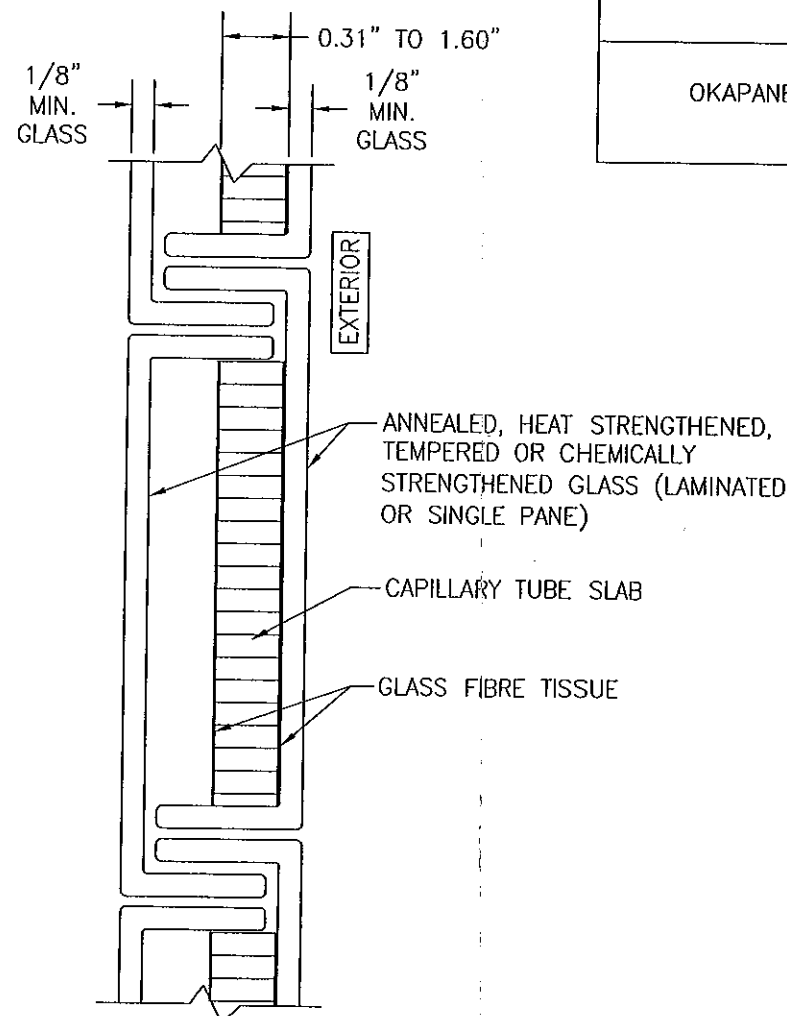 0.31" TO 1.60"
1/8"
MIN.
GLASS
1/8"
MIN.
GLASS
EXTERIOR
ANNEALED, HEAT STRENGTHENED,
TEMPERED OR CHEMICALLY
STRENGTHENED GLASS (LAMINATED
OR SINGLE PANE)
CAPILLARY TUBE SLAB
GLASS FIBRE TISSUE